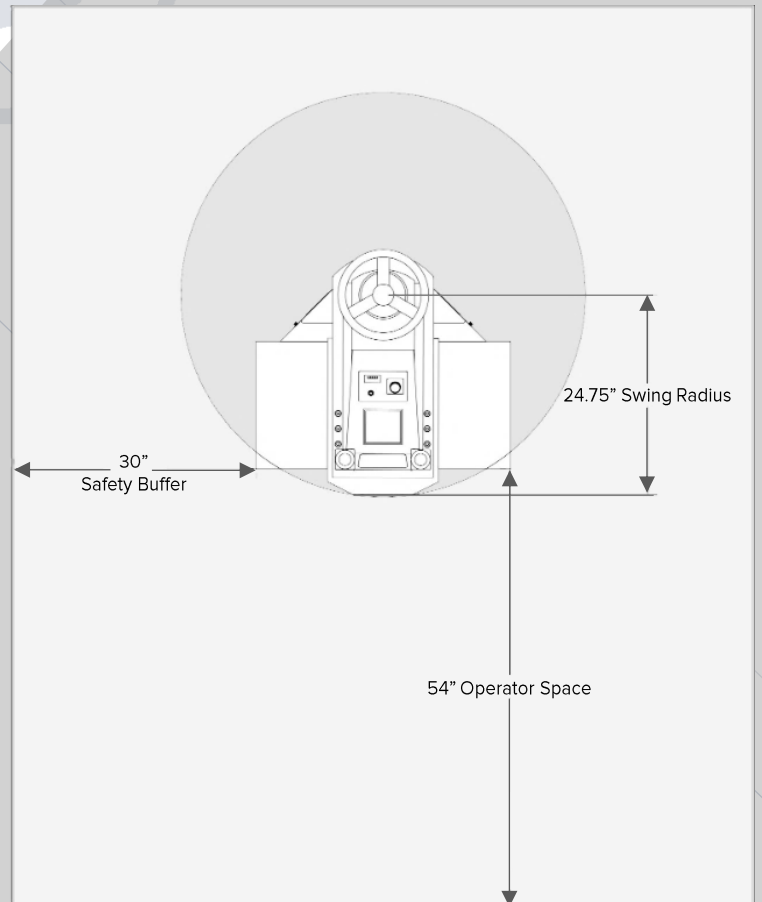 24.75” Swing Radius
30”
Safety Buffer
54” Operator Space